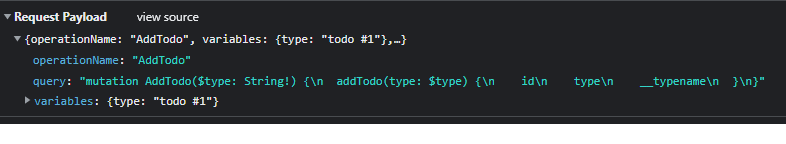 Request Payload view source
{operationName: "AddTodo", variables: {type: "todo #1"},…}
operationName: "AddTodo"
query: "mutation AddTodo($type: String!) {\n  addTodo(type: $type) {\n    id\n    type\n    __typename\n  }\n}"
variables: {type: "todo #1"}